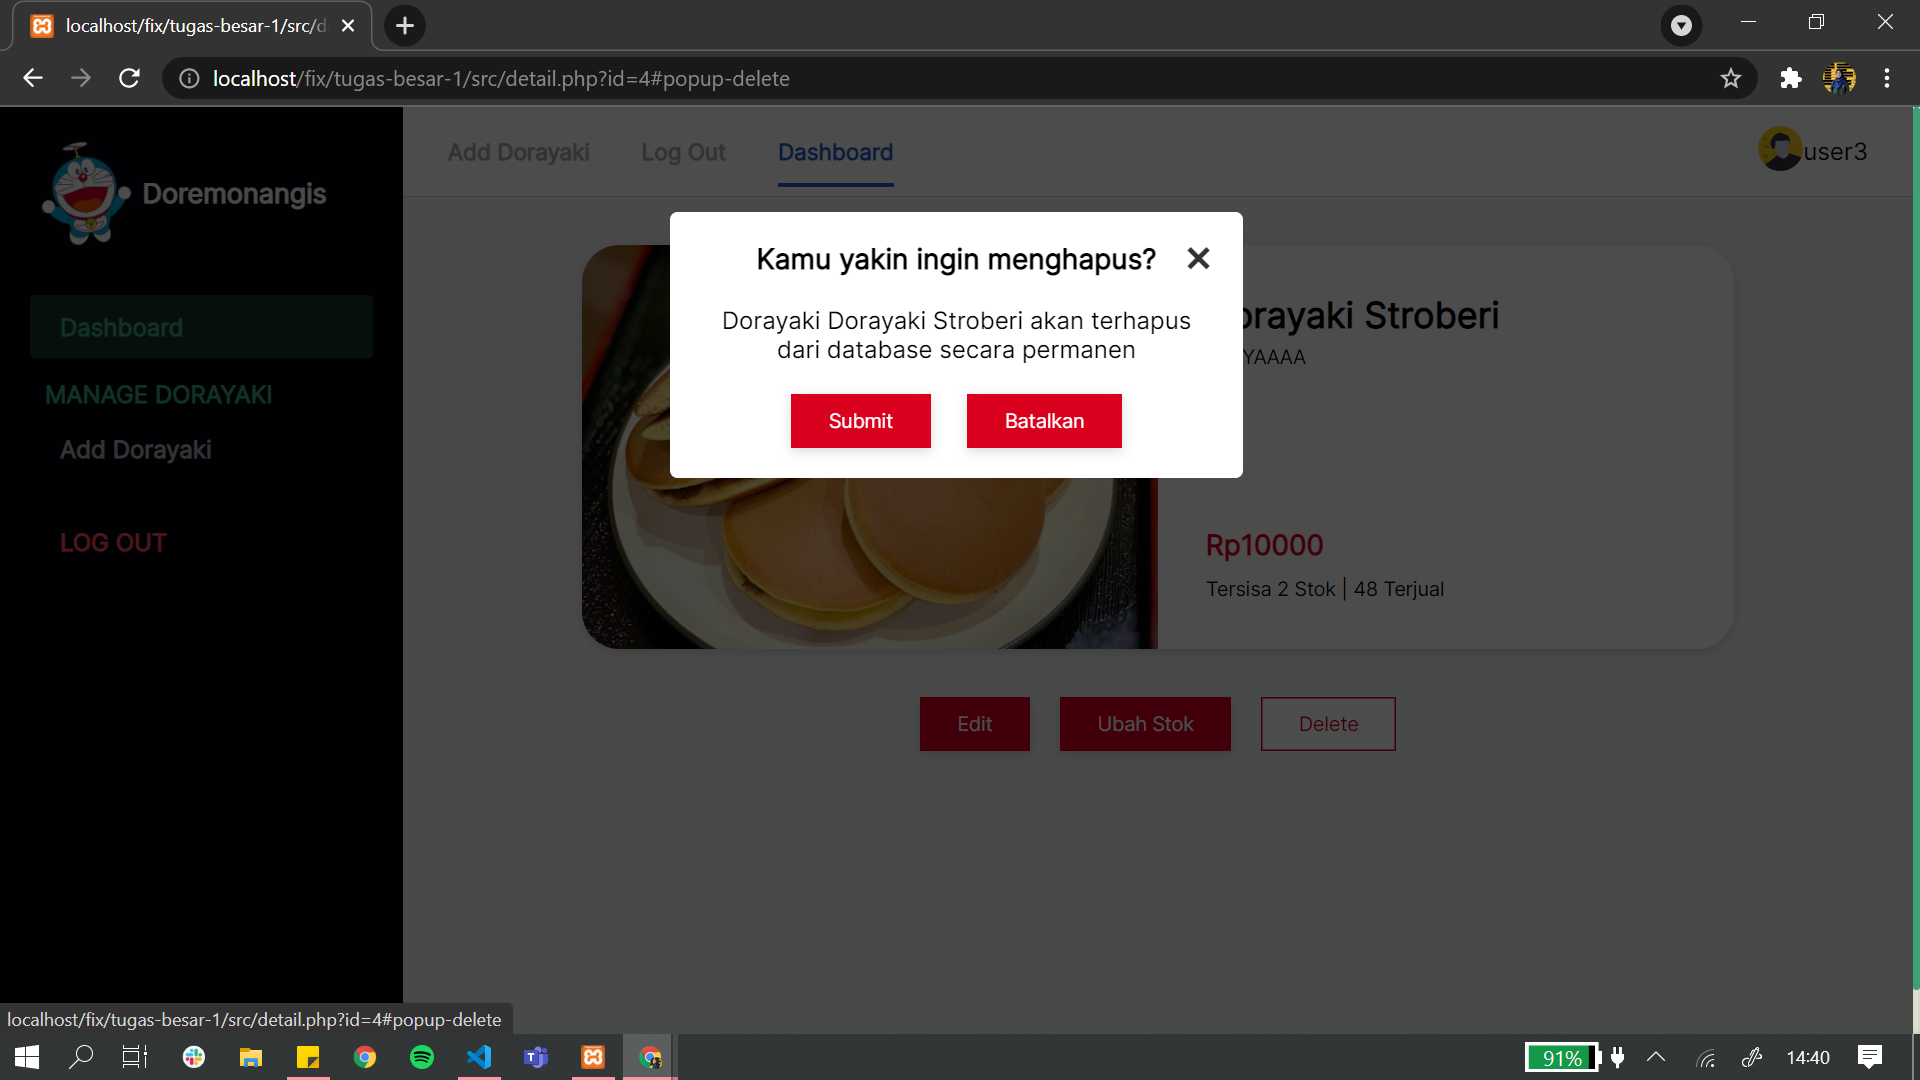 localhost/fix/tugas-besar-1/src/d
localhost/fix/tugas-besar-1/src/detail.php?id=4#popup-delete
Doremonangis
Add Dorayaki
Log Out
Dashboard
user3
Dashboard
MANAGE DORAYAKI
Add Dorayaki
LOG OUT
Kamu yakin ingin menghapus?
Dorayaki Dorayaki Stroberi akan terhapus
dari database secara permanen
Submit
Batalkan
orayaki Stroberi
YAAAA
Rp10000
Tersisa 2 Stok | 48 Terjual
Edit
Ubah Stok
Delete
localhost/fix/tugas-besar-1/src/detail.php?id=4#popup-delete
91%
14:40